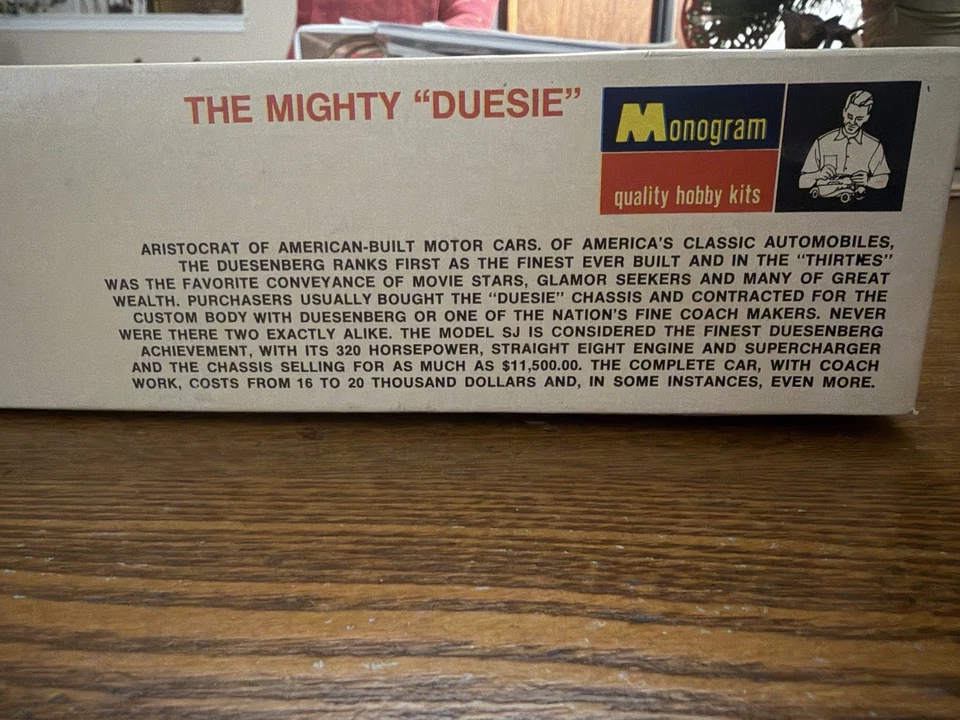 THE MIGHTY “DUESIE”
Monogram
quality hobby kits
ARISTOCRAT OF AMERICAN-BUILT MOTOR CARS. OF AMERICA'S CLASSIC AUTOMOBILES,
THE DUESENBERG RANKS FIRST AS THE FINEST EVER BUILT AND IN THE “THIRTIES”
WAS THE FAVORITE CONVEYANCE OF MOVIE STARS, GLAMOR SEEKERS AND MANY OF GREAT
WEALTH. PURCHASERS USUALLY BOUGHT THE “DUESIE” CHASSIS AND CONTRACTED FOR THE
CUSTOM BODY WITH DUESENBERG OR ONE OF THE NATION'S FINE COACH MAKERS. NEVER
WERE THERE TWO EXACTLY ALIKE. THE MODEL SJ IS CONSIDERED THE FINEST DUESENBERG
ACHIEVEMENT, WITH ITS 320 HORSEPOWER, STRAIGHT EIGHT ENGINE AND SUPERCHARGER
AND THE CHASSIS SELLING FOR AS MUCH AS $11,500.00. THE COMPLETE CAR, WITH COACH
WORK, COSTS FROM 16 TO 20 THOUSAND DOLLARS AND, IN SOME INSTANCES, EVEN MORE.